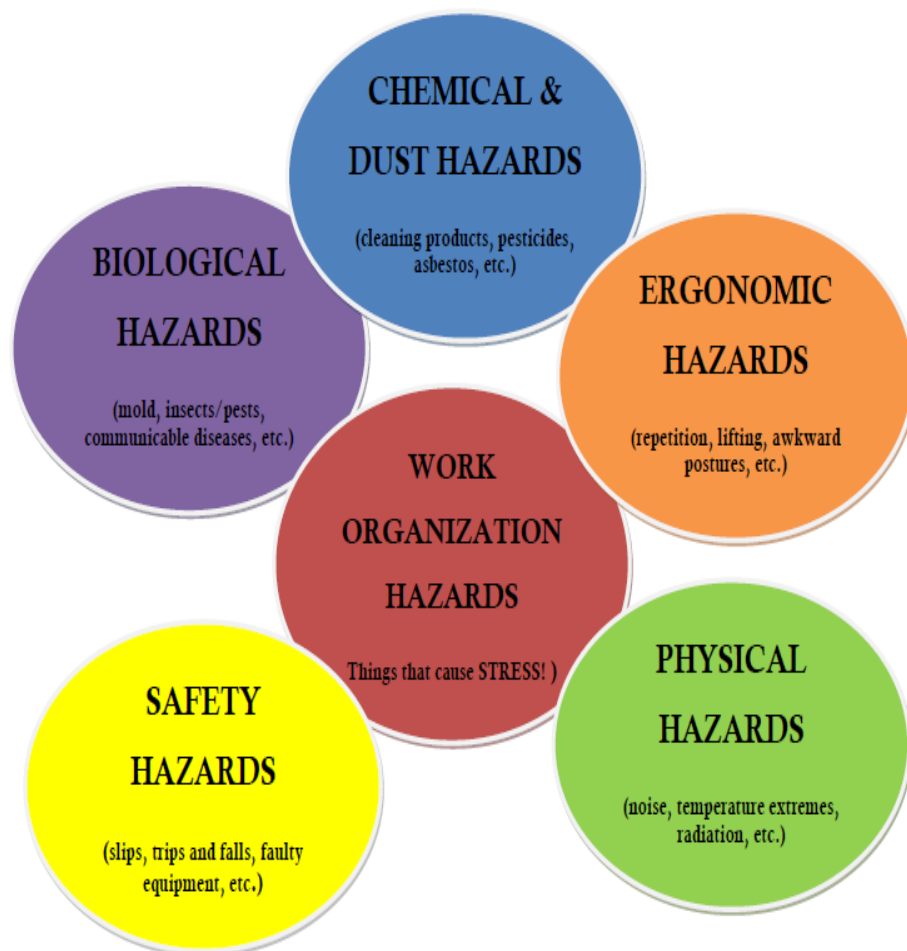 CHEMICAL &
DUST HAZARDS
(cleaning products, pesticides,
asbestos, etc.)
BIOLOGICAL
HAZARDS
(mold, insects/pests,
communicable diseases, etc.)
ERGONOMIC
HAZARDS
(repetition, lifting, awkward
postures, etc.)
WORK
ORGANIZATION
HAZARDS
Things that cause STRESS! )
SAFETY
HAZARDS
(slips, trips and falls, faulty
equipment, etc.)
PHYSICAL
HAZARDS
(noise, temperature extremes,
radiation, etc.)